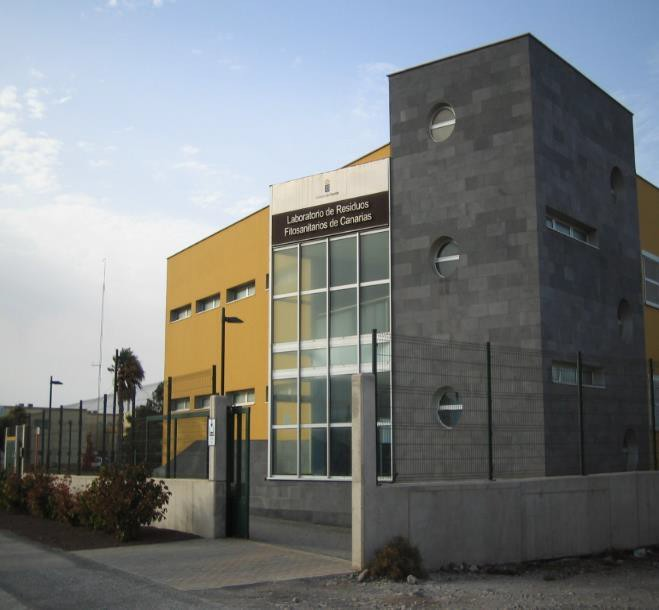 Laboratorio de Residuos
Fitosanitarios de Canarias